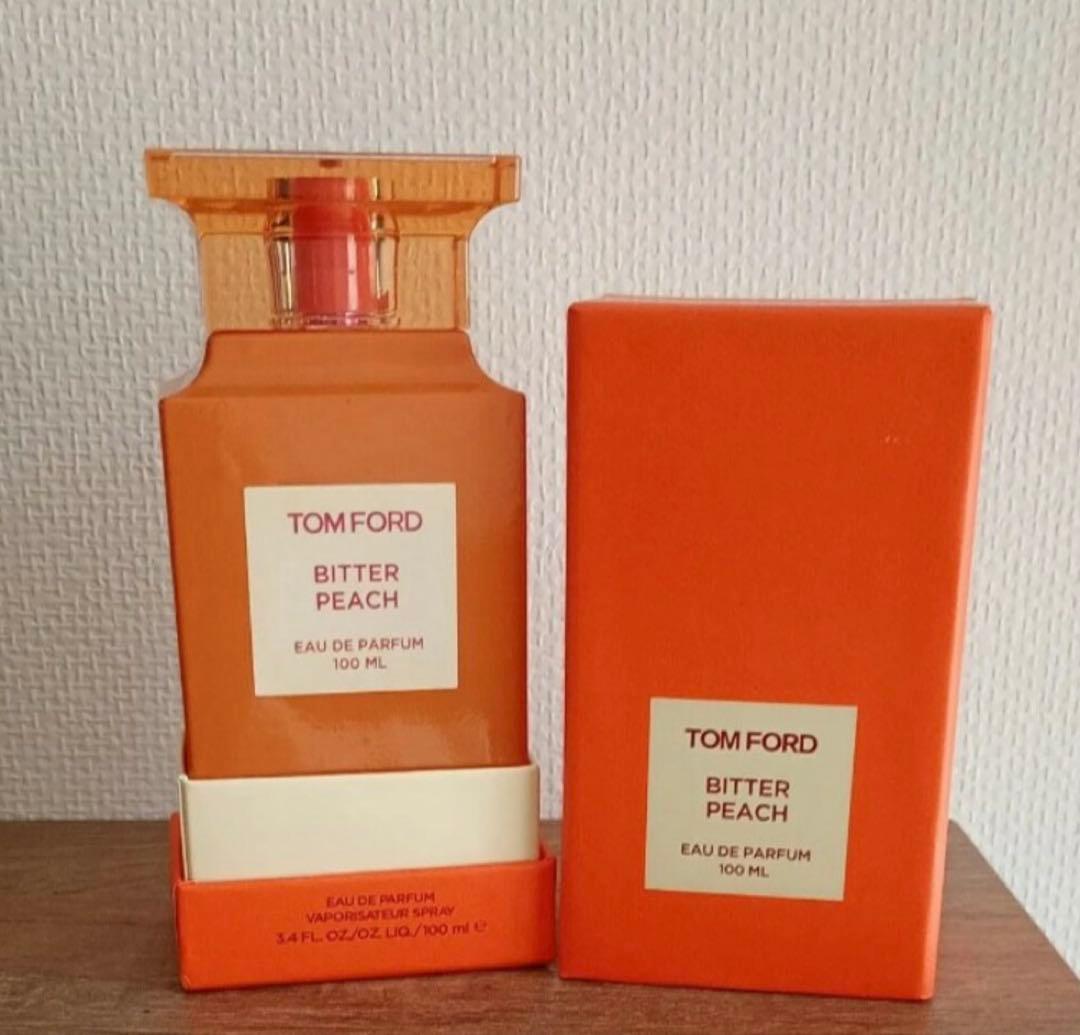 TOM FORD
BITTER
PEACH
EAU DE PARFUM
100 ML
EAU DE PARFUM
VAPORISATEUR SPRAY
3.4 FL. OZ./OZ. LIQ./100 ml ℮
TOM FORD
BITTER
PEACH
EAU DE PARFUM
100 ML